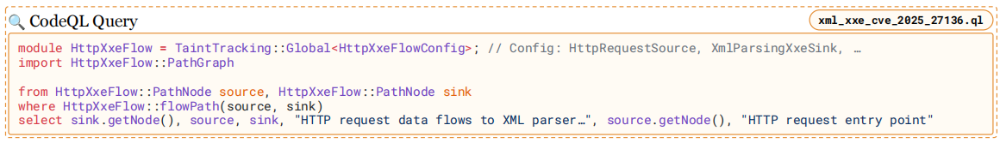 🔍 CodeQL Query
xml_xxe_cve_2025_27136.ql
module HttpXxeFlow = TaintTracking::Global<HttpXxeFlowConfig>; // Config: HttpRequestSource, XmlParsingXxeSink, …
import HttpXxeFlow::PathGraph
from HttpXxeFlow::PathNode source, HttpXxeFlow::PathNode sink
where HttpXxeFlow::flowPath(source, sink)
select sink.getNode(), source, sink, "HTTP request data flows to XML parser…", source.getNode(), "HTTP request entry point"